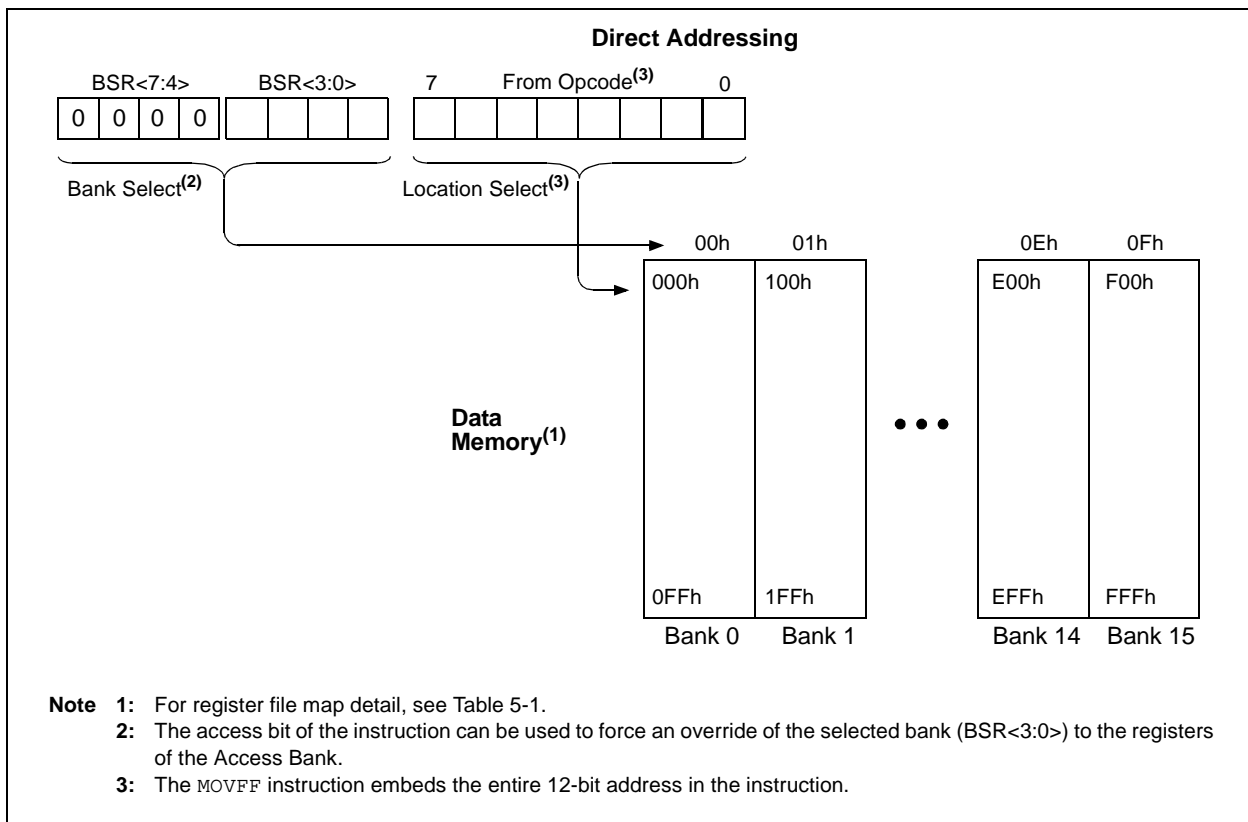 Direct Addressing
BSR<7:4> BSR<3:0> 7 From Opcode(3) 0
0 0 0 0
Bank Select(2) Location Select(3)
00h 01h 0Eh 0Fh
000h 100h E00h F00h
Data
Memory(1)
0FFh 1FFh EFFh FFFh
Bank 0 Bank 1 Bank 14 Bank 15
Note 1: For register file map detail, see Table 5-1.
2: The access bit of the instruction can be used to force an override of the selected bank (BSR<3:0>) to the registers
of the Access Bank.
3: The MOVFF instruction embeds the entire 12-bit address in the instruction.